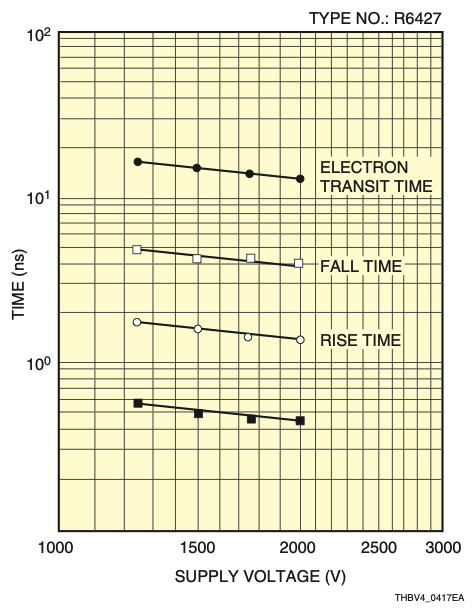 TYPE NO.: R6427
10²
ELECTRON
TRANSIT TIME
10¹
FALL TIME
TIME (ns)
RISE TIME
10⁰
1000 1500 2000 2500 3000
SUPPLY VOLTAGE (V)
THBV4_0417EA